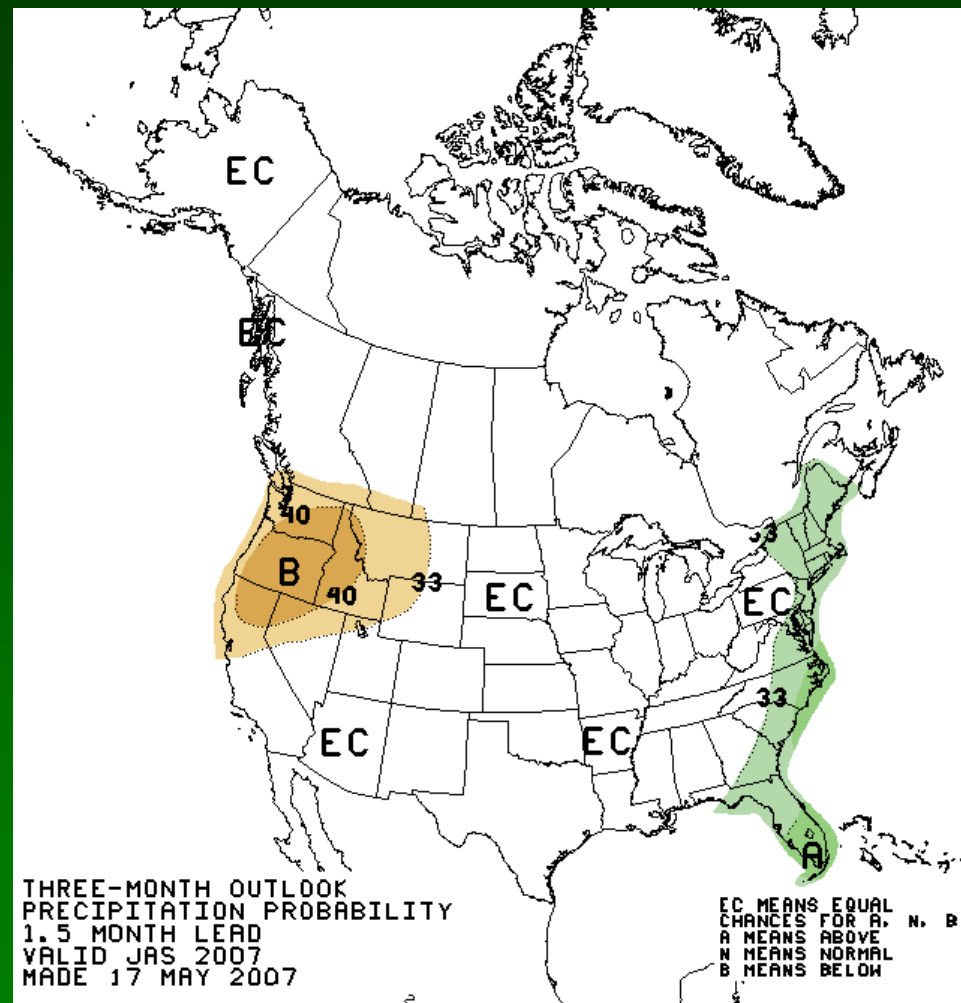 EC
EC
40
B
40
33
EC
33
EC
33
EC
EC
A
THREE-MONTH OUTLOOK
PRECIPITATION PROBABILITY
1.5 MONTH LEAD
VALID JAS 2007
MADE 17 MAY 2007
EC MEANS EQUAL
CHANCES FOR A, N, B
A MEANS ABOVE
N MEANS NORMAL
B MEANS BELOW